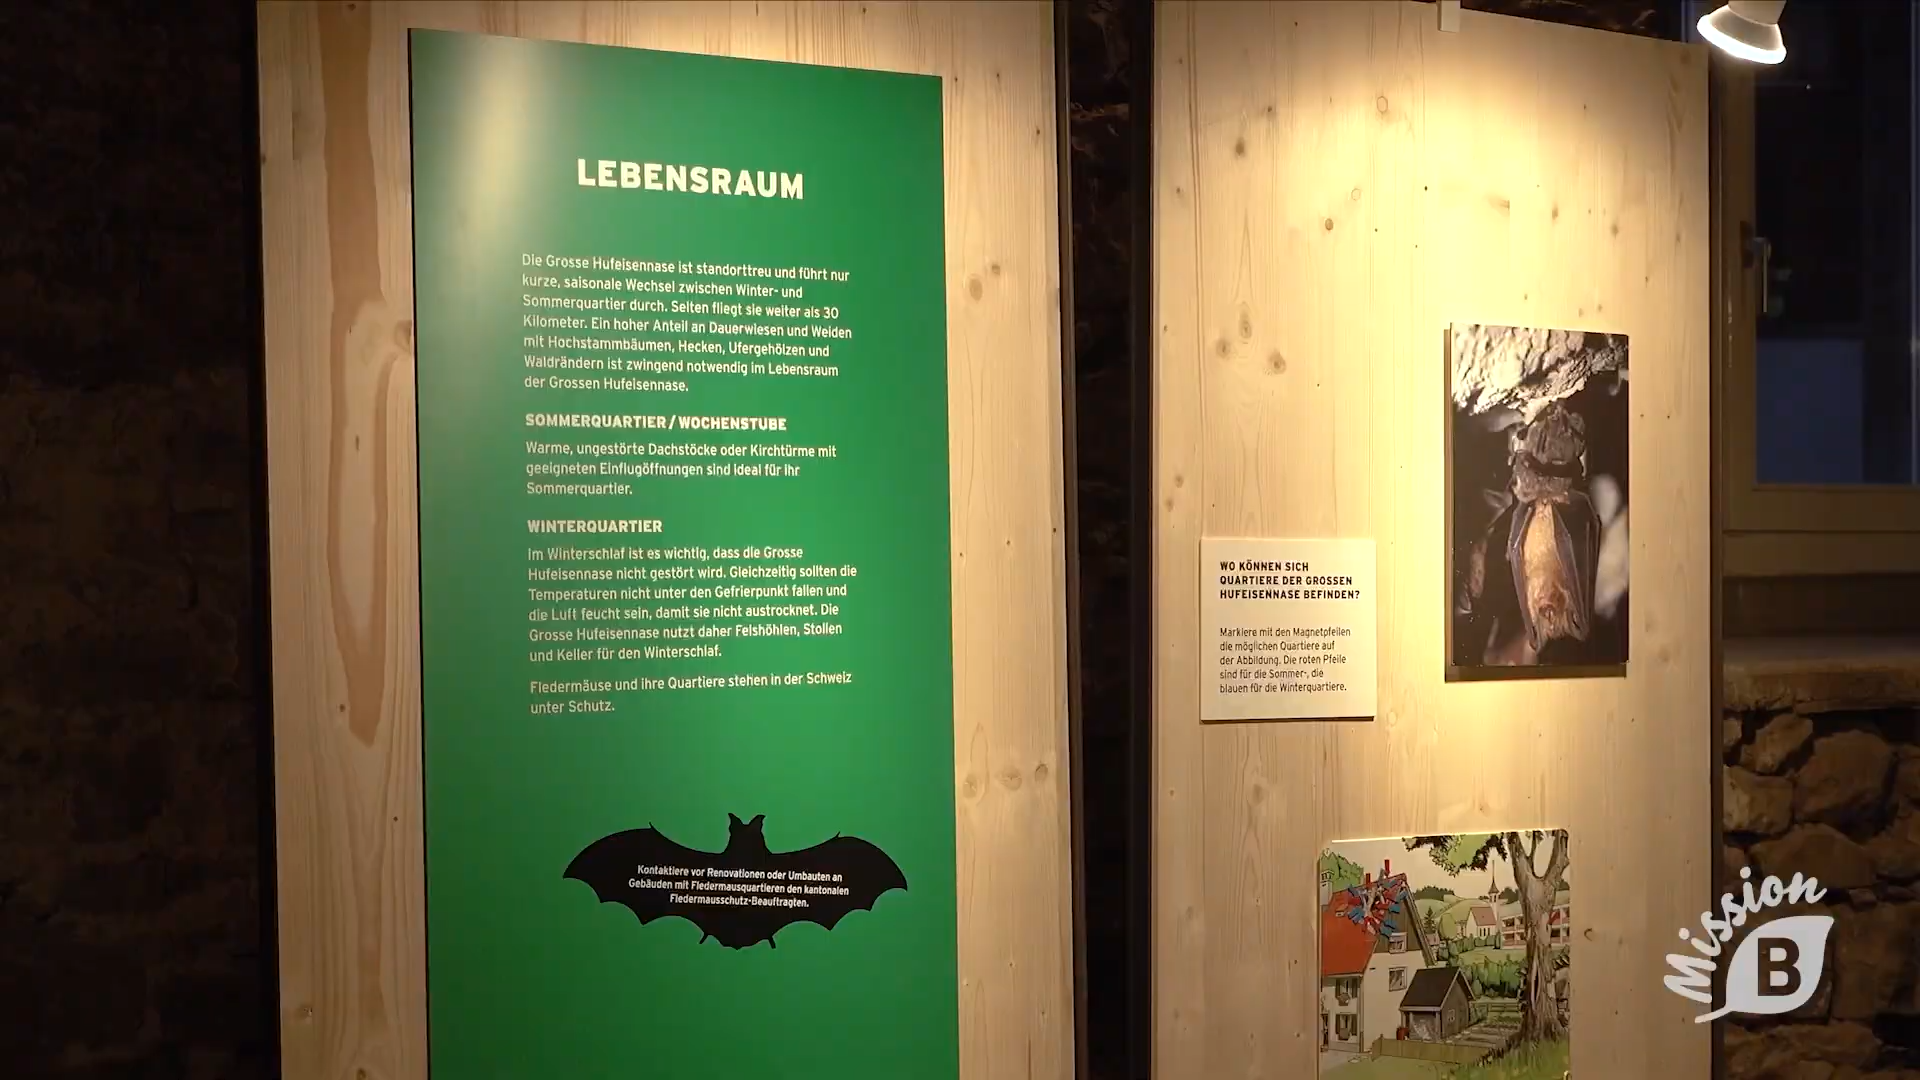 LEBENSRAUM
Die Grosse Hufeisennase ist standorttreu und führt nur
kurze, saisonale Wechsel zwischen Winter- und
Sommerquartier durch. Selten fliegt sie weiter als 30
Kilometer. Ein hoher Anteil an Dauerwiesen und Weiden
mit Hochstammbäumen, Hecken, Ufergehölzen und
Waldrändern ist zwingend notwendig im Lebensraum
der Grossen Hufeisennase.
SOMMERQUARTIER/WOCHENSTUBE
Warme, ungestörte Dachstöcke oder Kirchtürme mit
geeigneten Einflugöffnungen sind ideal für ihr
Sommerquartier.
WINTERQUARTIER
Im Winterschlaf ist es wichtig, dass die Grosse
Hufeisennase nicht gestört wird. Gleichzeitig sollten die
Temperaturen nicht unter den Gefrierpunkt fallen und
die Luft feucht sein, damit sie nicht austrocknet. Die
Grosse Hufeisennase nutzt daher Felshöhlen, Stollen
und Keller für den Winterschlaf.
Fledermäuse und ihre Quartiere stehen in der Schweiz
unter Schutz.
Kontaktiere vor Renovationen oder Umbauten an
Gebäuden mit Fledermausquartieren den kantonalen
Fledermausschutz-Beauftragten.
WO KÖNNEN SICH
QUARTIERE DER GROSSEN
HUFEISENNASE BEFINDEN?
Markiere mit den Magnetpfeilen
die möglichen Quartiere auf
der Abbildung. Die roten Pfeile
sind für die Sommer-, die
blauen für die Winterquartiere.
Mission
B